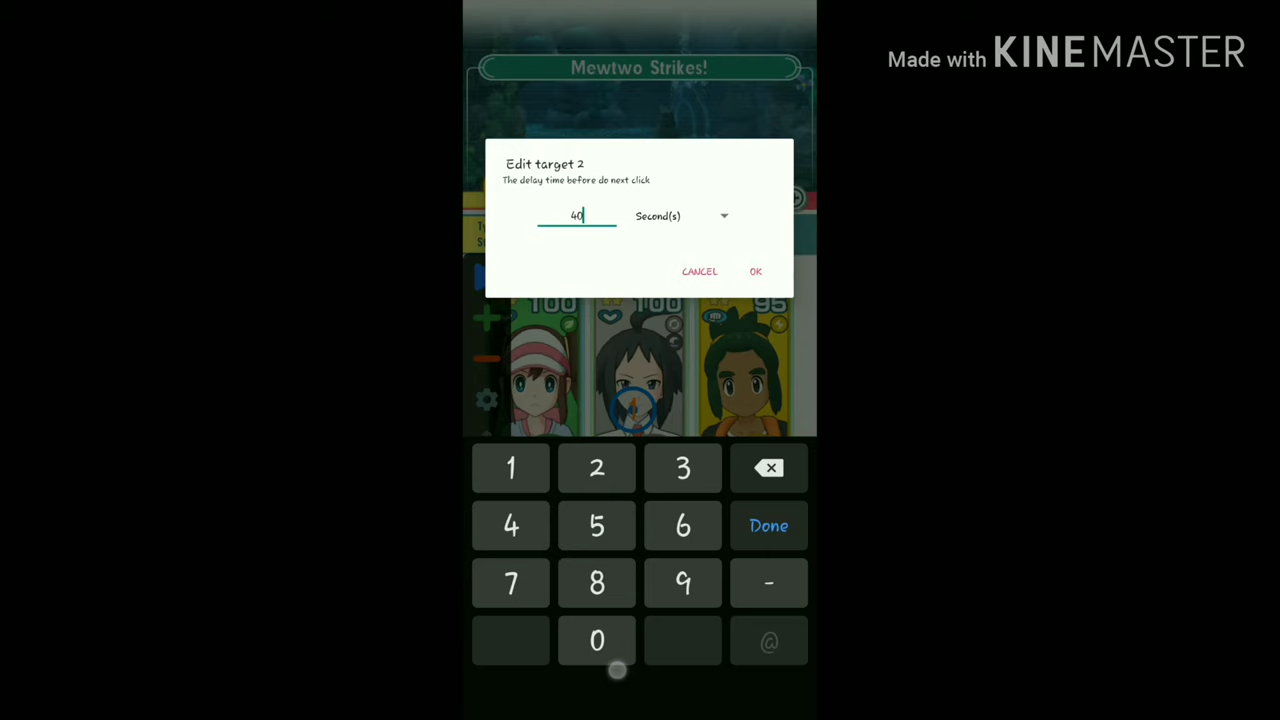 Made with KINEMASTER
Mewtwo Strikes!
Edit target 2
The delay time before do next click
40 Second(s)
CANCEL OK
100 100 95
1 2 3
4 5 6 Done
7 8 9 -
0 @